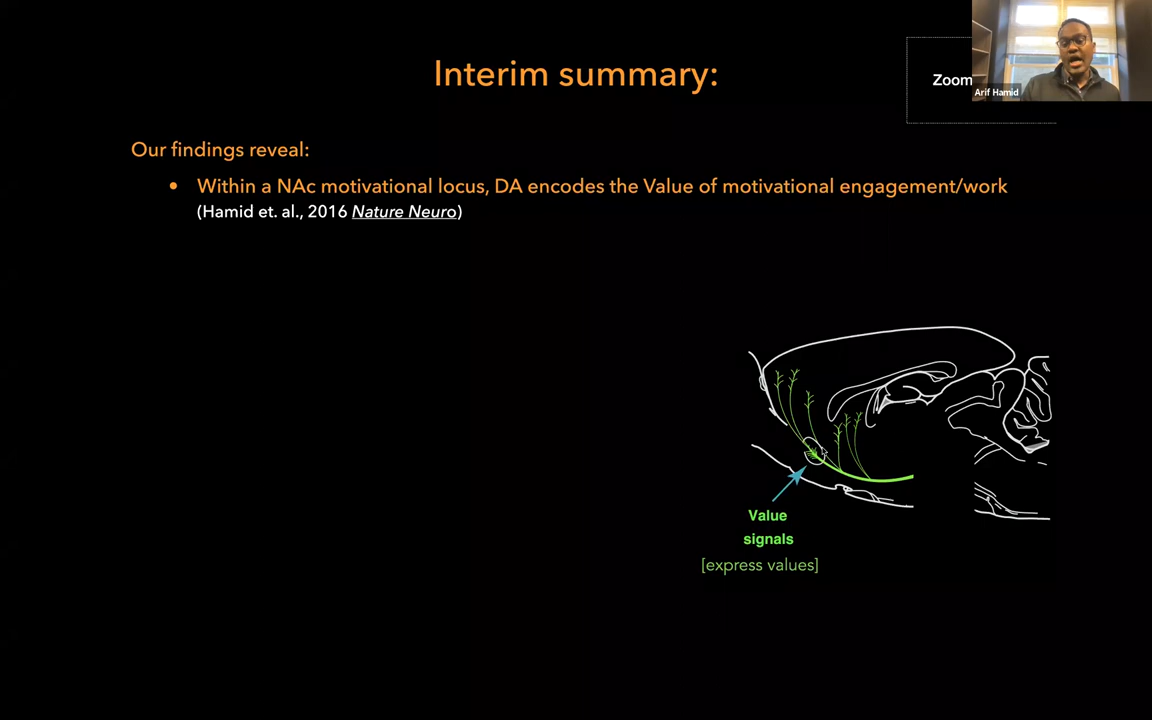 Interim summary:
Zoom
Arif Hamid
Our findings reveal:
• Within a NAc motivational locus, DA encodes the Value of motivational engagement/work
(Hamid et. al., 2016 Nature Neuro)
Value
signals
[express values]